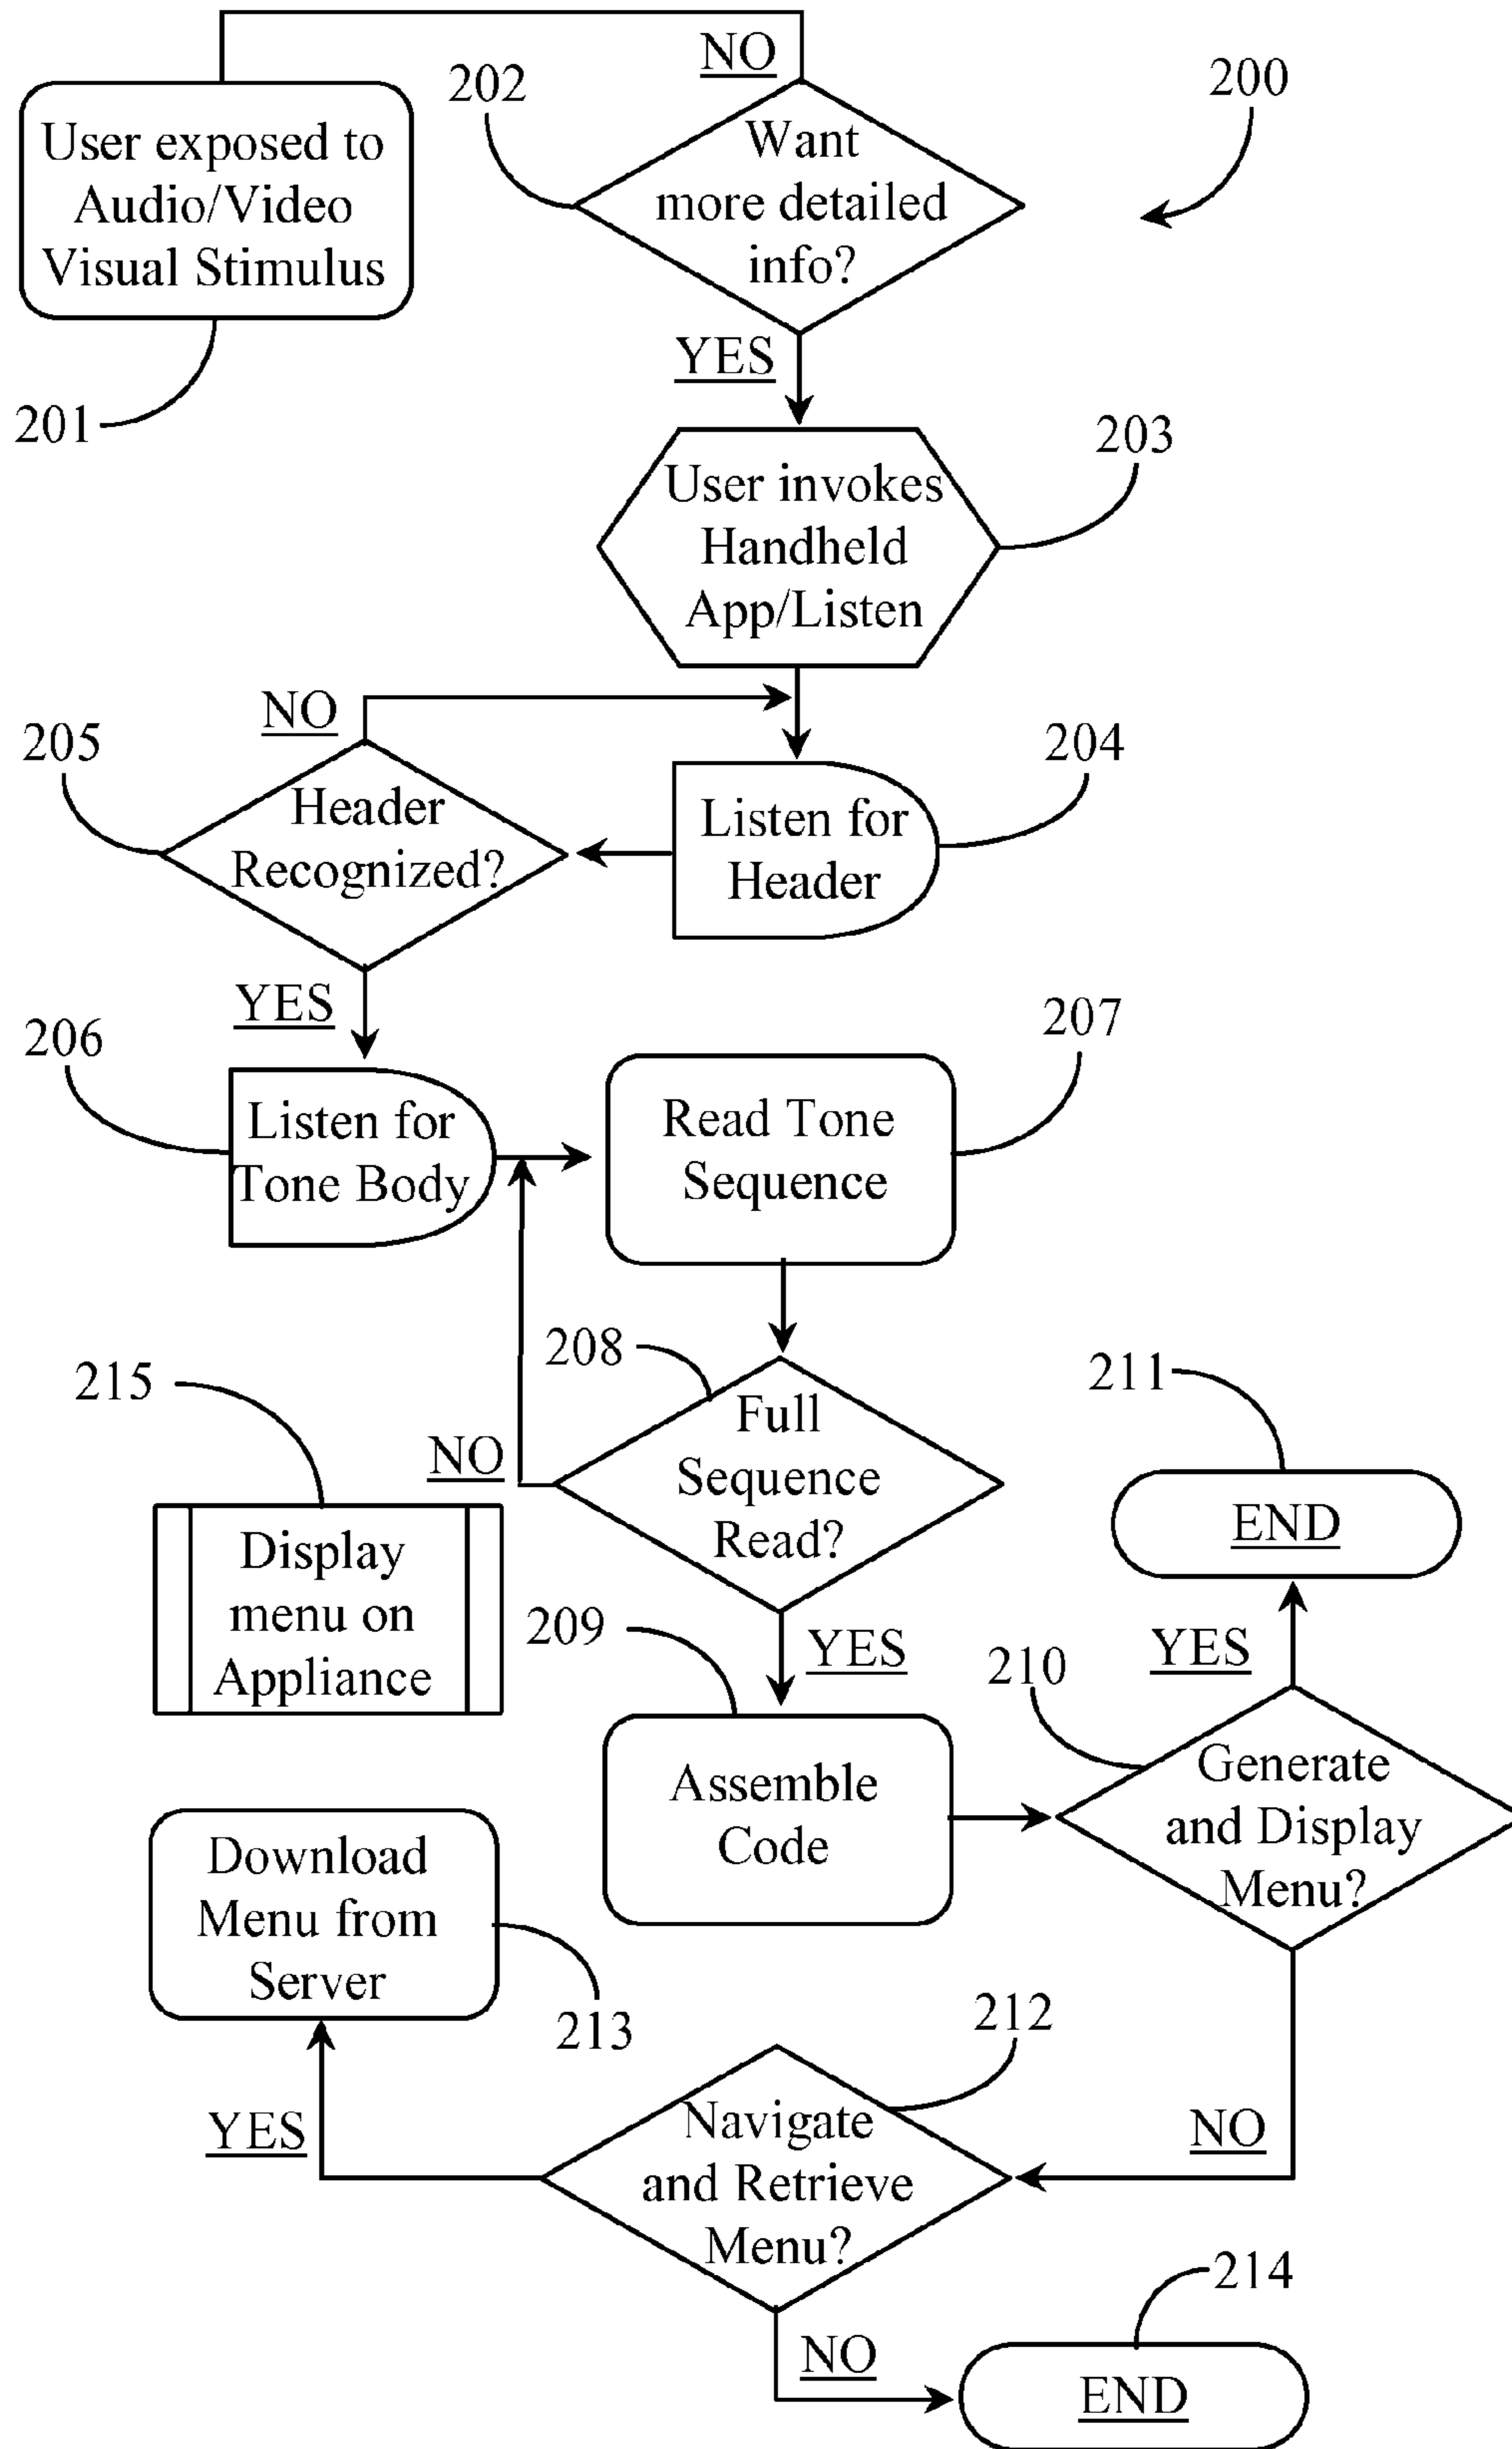 NO
202
200
User exposed to
Audio/Video
Visual Stimulus
Want
more detailed
info?
YES
201
203
User invokes
Handheld
App/Listen
NO
205
204
Header
Recognized?
Listen for
Header
YES
206
207
Listen for
Tone Body
Read Tone
Sequence
208
215
211
Full
Sequence
Read?
NO
END
Display
menu on
Appliance
209
YES
YES
210
Assemble
Code
Generate
and Display
Menu?
Download
Menu from
Server
213
212
YES
Navigate
and Retrieve
Menu?
NO
214
NO
END